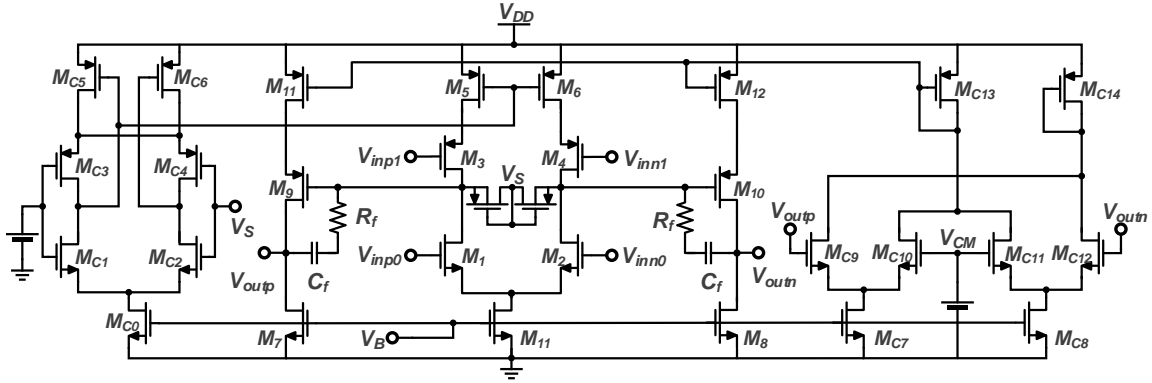 V_DD
M_C5
M_C6
M_11
M_5
M_6
M_12
M_C13
M_C14
M_C3
M_C4
V_inp1
M_3
M_4
V_inn1
M_9
V_S
M_10
V_S
R_f
R_f
V_outp
V_outn
M_C1
M_C2
V_inp0
M_1
M_2
V_inn0
M_C9
M_C10
V_CM
M_C11
M_C12
V_outp
C_f
C_f
V_outn
M_C0
M_7
V_B
M_11
M_8
M_C7
M_C8